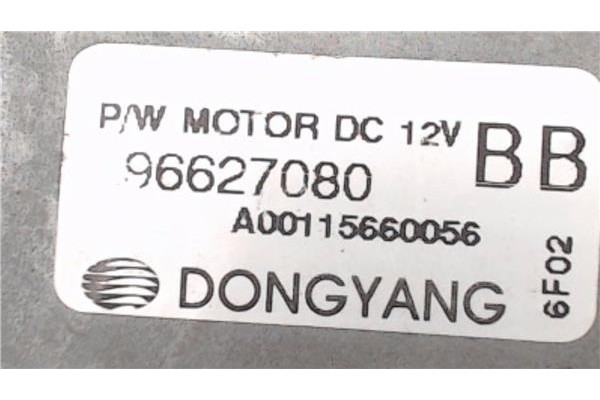 P/W MOTOR DC 12V BB
96627080
A00115660056
DONGYANG
6F02